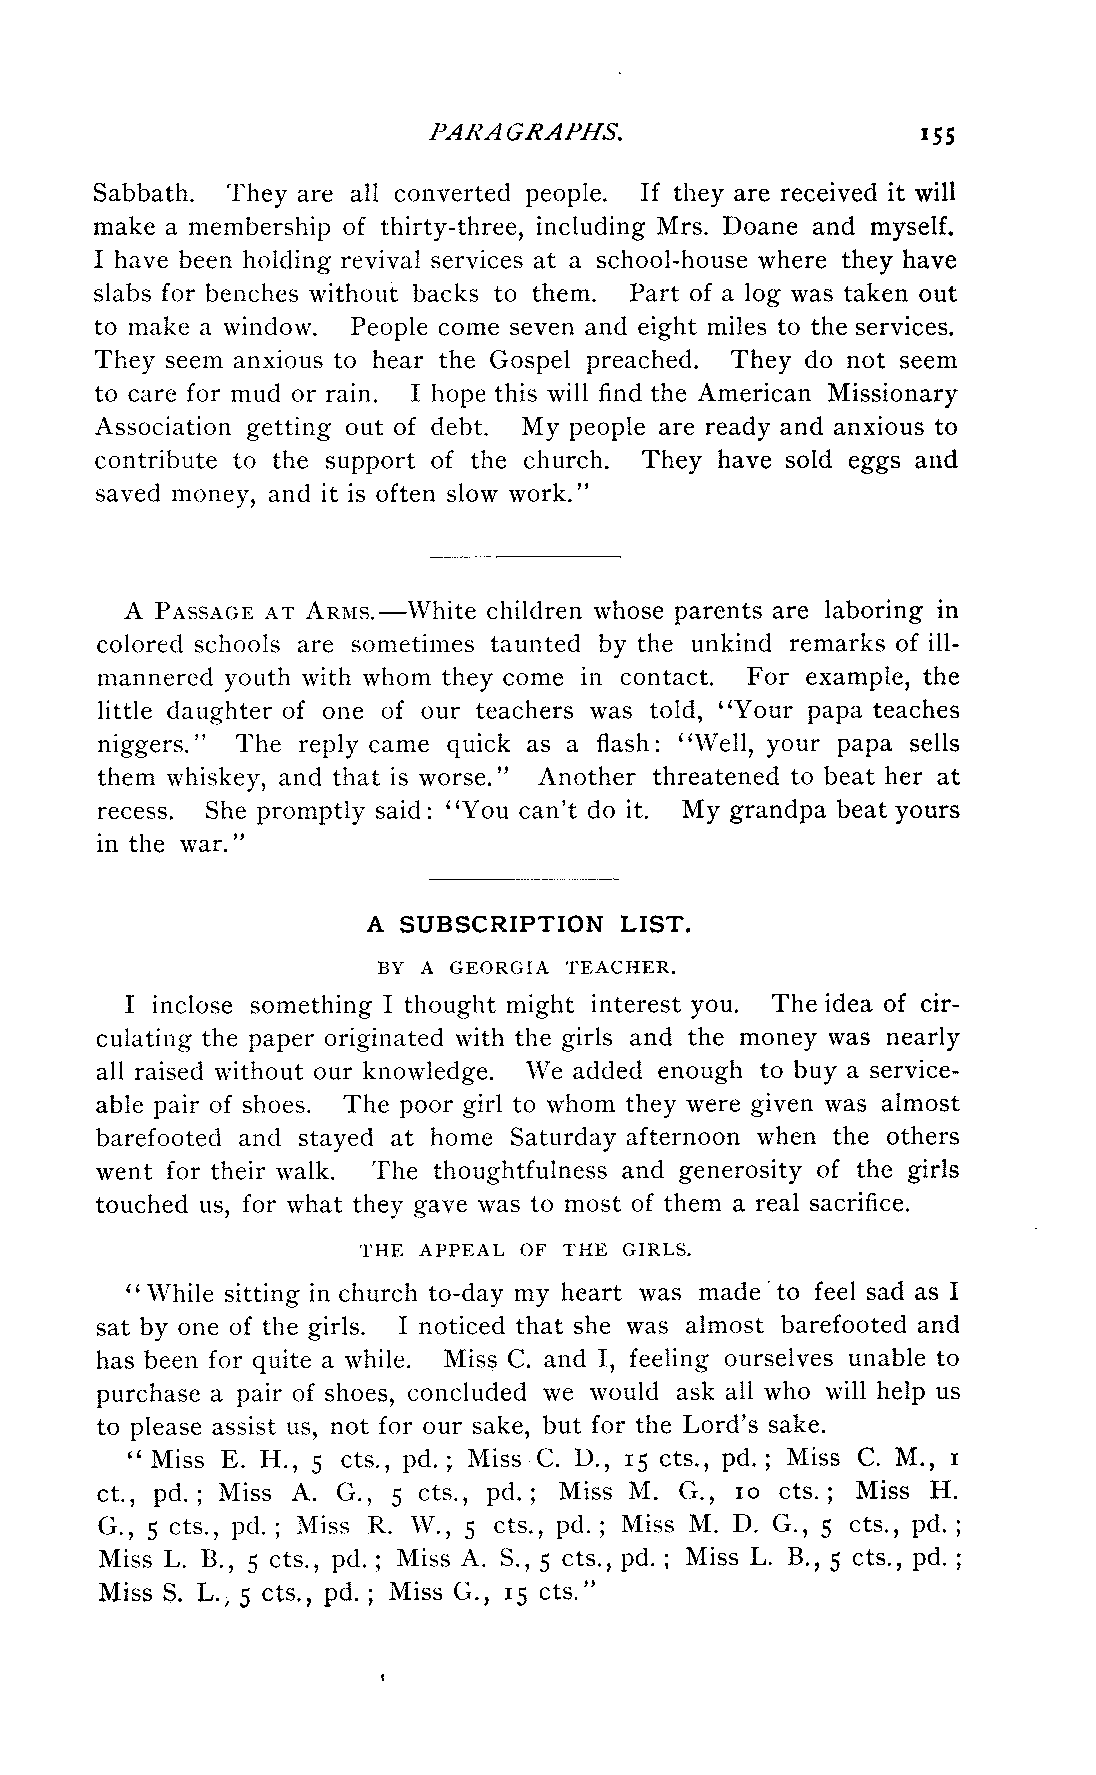 PARAGRAPHS. 155
Sabbath. They are all converted people. If they are received it will
make a membership of thirty-three, including Mrs. Doane and myself.
I have been holding revival services at a school-house where they have
slabs for benches without backs to them. Part of a log was taken out
to make a window. People come seven and eight miles to the services.
They seem anxious to hear the Gospel preached. They do not seem
to care for mud or rain. I hope this will find the American Missionary
Association getting out of debt. My people are ready and anxious to
contribute to the support of the church. They have sold eggs and
saved money, and it is often slow work."
A PASSAGE AT ARMS.—White children whose parents are laboring in
colored schools are sometimes taunted by the unkind remarks of ill-
mannered youth with whom they come in contact. For example, the
little daughter of one of our teachers was told, "Your papa teaches
niggers." The reply came quick as a flash: "Well, your papa sells
them whiskey, and that is worse." Another threatened to beat her at
recess. She promptly said: "You can't do it. My grandpa beat yours
in the war."
A SUBSCRIPTION LIST.
BY A GEORGIA TEACHER.
I inclose something I thought might interest you. The idea of cir-
culating the paper originated with the girls and the money was nearly
all raised without our knowledge. We added enough to buy a service-
able pair of shoes. The poor girl to whom they were given was almost
barefooted and stayed at home Saturday afternoon when the others
went for their walk. The thoughtfulness and generosity of the girls
touched us, for what they gave was to most of them a real sacrifice.
THE APPEAL OF THE GIRLS.
"While sitting in church to-day my heart was made to feel sad as I
sat by one of the girls. I noticed that she was almost barefooted and
has been for quite a while. Miss C. and I, feeling ourselves unable to
purchase a pair of shoes, concluded we would ask all who will help us
to please assist us, not for our sake, but for the Lord's sake.
"Miss E. H., 5 cts., pd.; Miss C. D., 15 cts., pd.; Miss C. M., 1
ct., pd.; Miss A. G., 5 cts., pd.; Miss M. G., 10 cts.; Miss H.
G., 5 cts., pd.; Miss R. W., 5 cts., pd.; Miss M. D. G., 5 cts., pd.;
Miss L. B., 5 cts., pd.; Miss A. S., 5 cts., pd.; Miss L. B., 5 cts., pd.;
Miss S. L., 5 cts., pd.; Miss G., 15 cts."